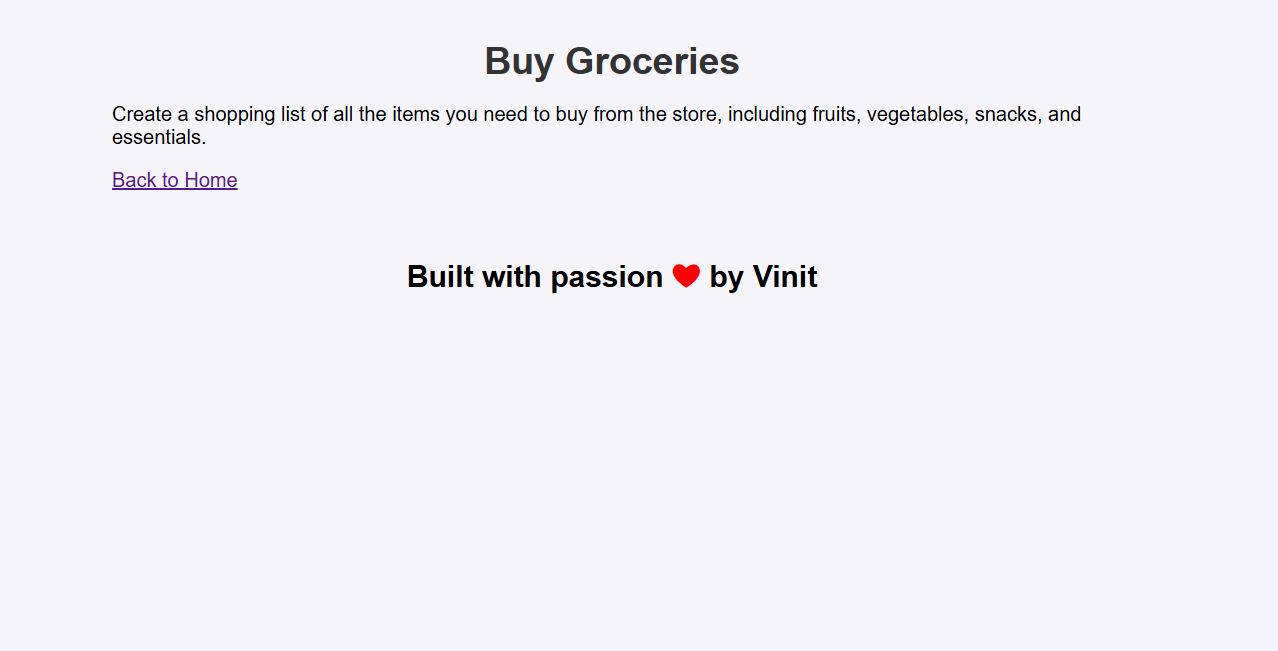 Buy Groceries
Create a shopping list of all the items you need to buy from the store, including fruits, vegetables, snacks, and
essentials.
Back to Home
Built with passion ❤ by Vinit